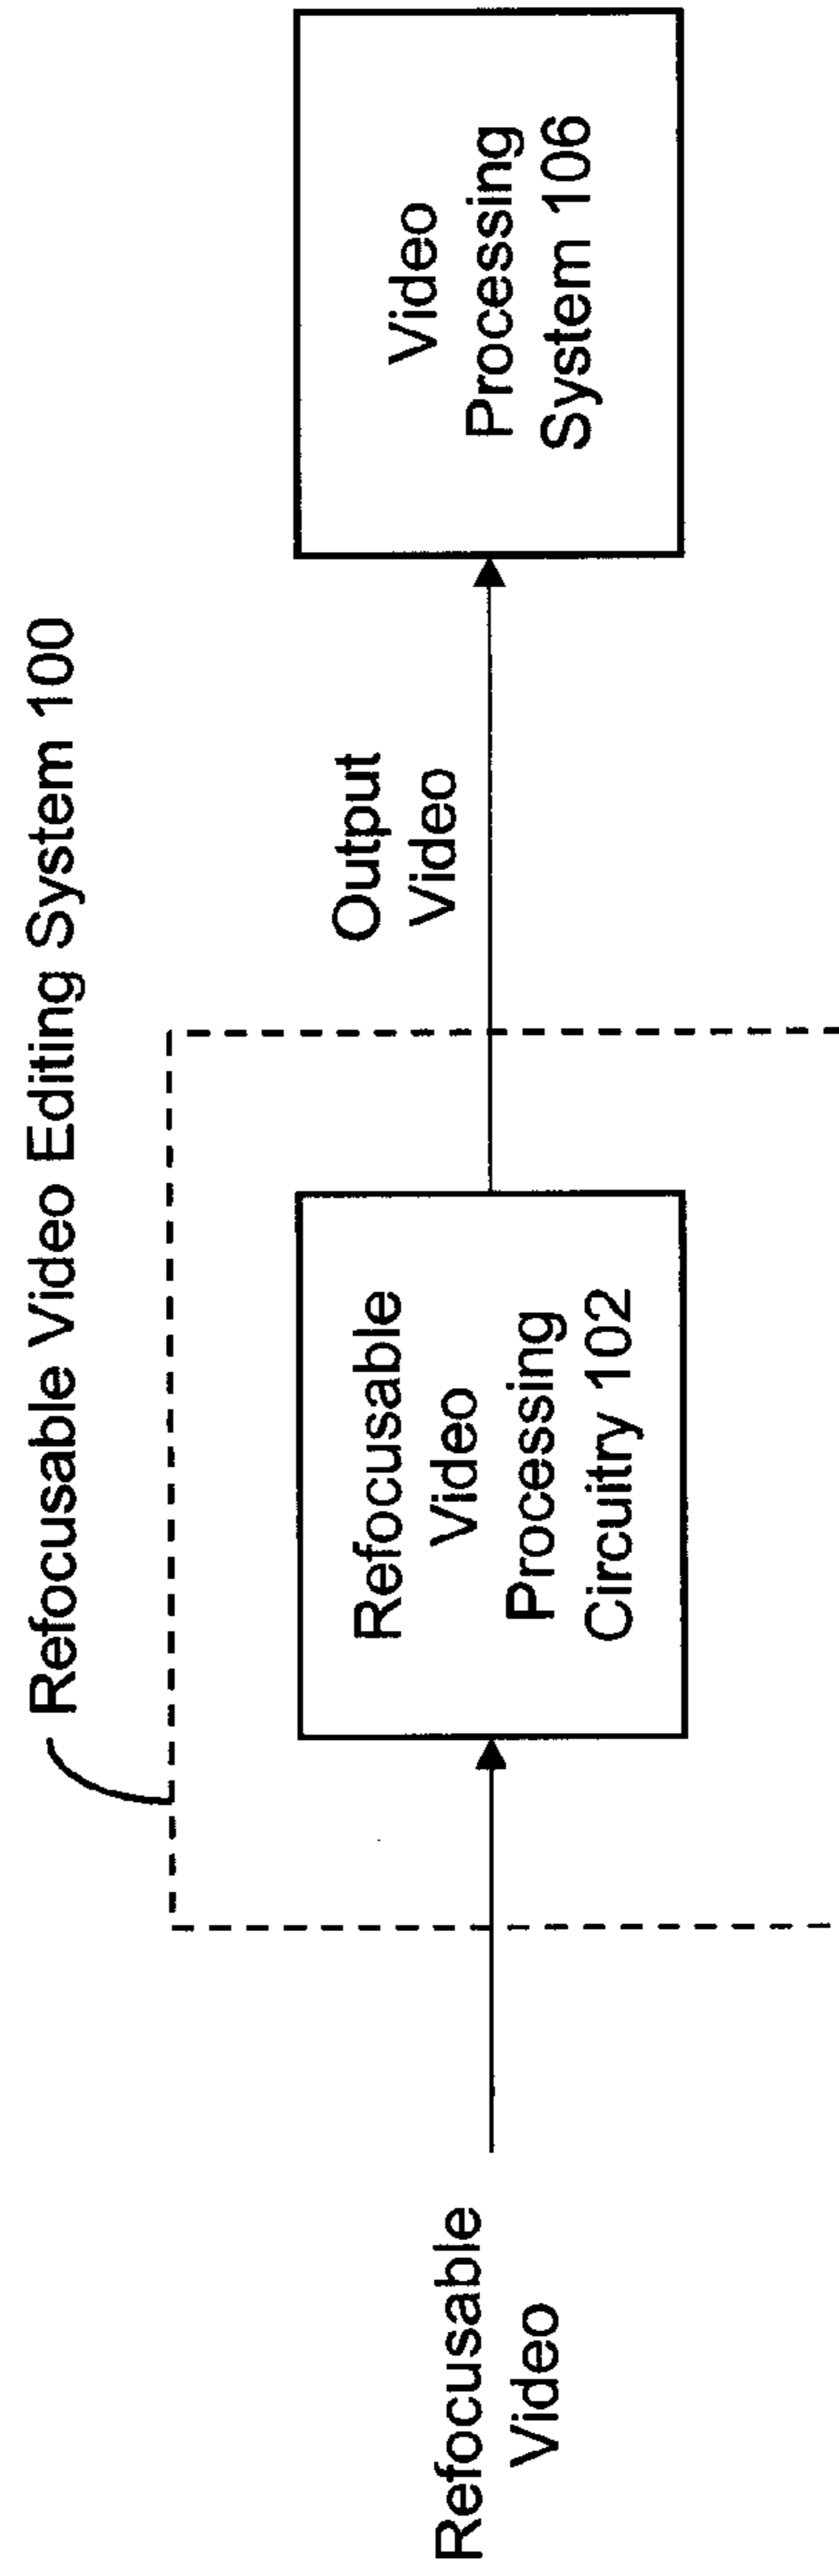 Refocusable Video Editing System 100
Refocusable
Video
Refocusable
Video
Processing
Circuitry 102
Output
Video
Video
Processing
System 106